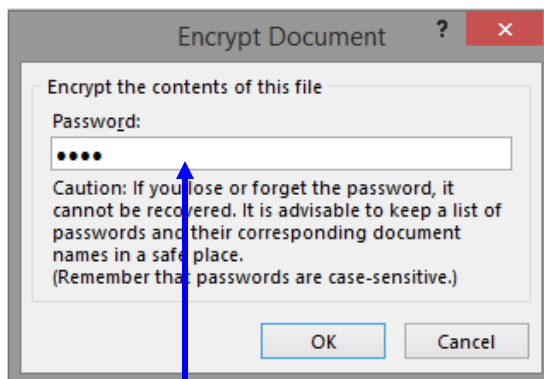 Encrypt Document ? ×
Encrypt the contents of this file
Password:
••••
Caution: If you lose or forget the password, it
cannot be recovered. It is advisable to keep a list of
passwords and their corresponding document
names in a safe place.
(Remember that passwords are case-sensitive.)
OK Cancel